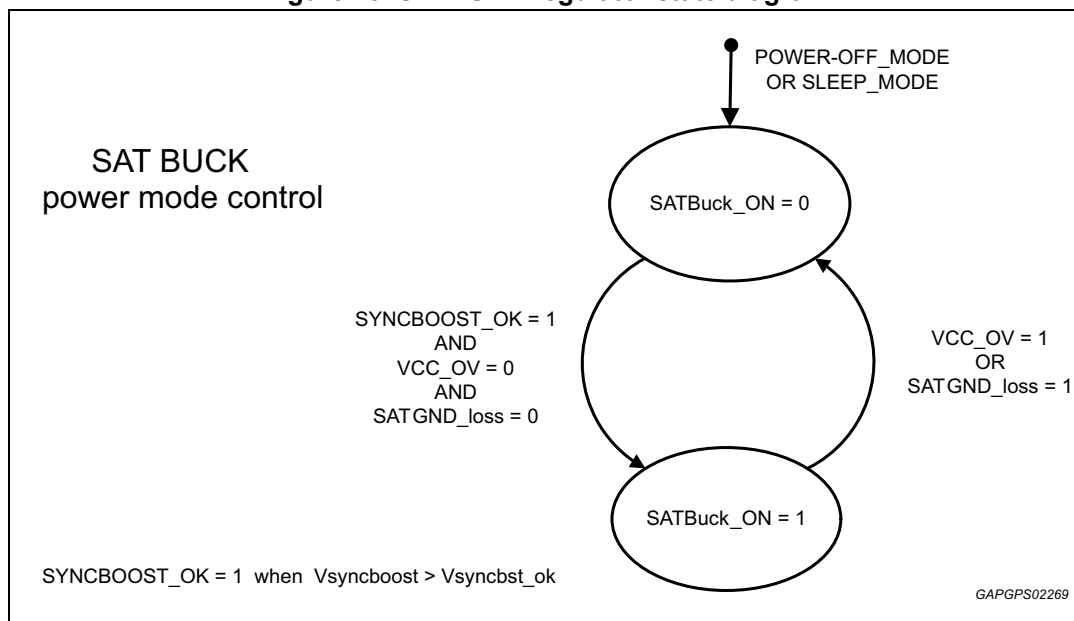 POWER-OFF_MODE
OR SLEEP_MODE
SAT BUCK
power mode control
SATBuck_ON = 0
SYNCBOOST_OK = 1
AND
VCC_OV = 0
AND
SATGND_loss = 0
VCC_OV = 1
OR
SATGND_loss = 1
SATBuck_ON = 1
SYNCBOOST_OK = 1 when Vsyncboost > Vsyncbst_ok
GAPGPS02269